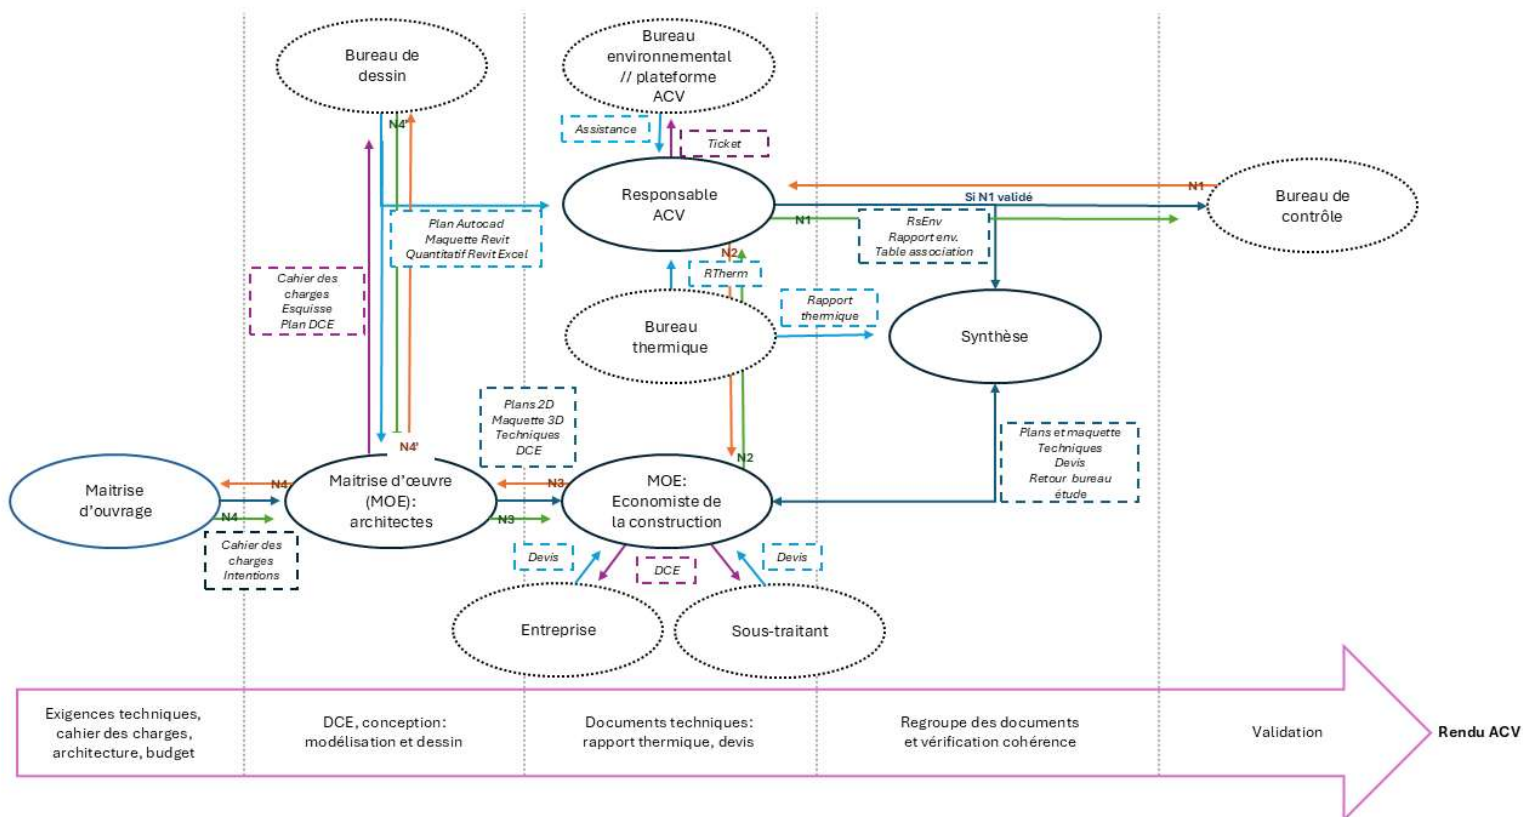 Bureau de
dessin
Bureau
environnemental
// plateforme
ACV
N4'
Assistance
Ticket
Responsable
ACV
N1
Si N1 validé
N1
Bureau de
contrôle
Plan Autocad
Maquette Revit
Quantitatif Revit Excel
RsEnv
Rapport env.
Table association
N2
RTherm
Cahier des
charges
Esquisse
Plan DCE
Rapport
thermique
Bureau
thermique
Synthèse
Plans 2D
Maquette 3D
Techniques
DCE
N4'
Plans et maquette
Techniques
Devis
Retour bureau
étude
N2
Maitrise
d'ouvrage
N4
N4
Maitrise d'œuvre
(MOE):
architectes
N3
N3
MOE:
Economiste de
la construction
Cahier des
charges
Intentions
Devis
DCE
Devis
Entreprise
Sous-traitant
Exigences techniques,
cahier des charges,
architecture, budget
DCE, conception:
modélisation et dessin
Documents techniques:
rapport thermique, devis
Regroupe des documents
et vérification cohérence
Validation
Rendu ACV